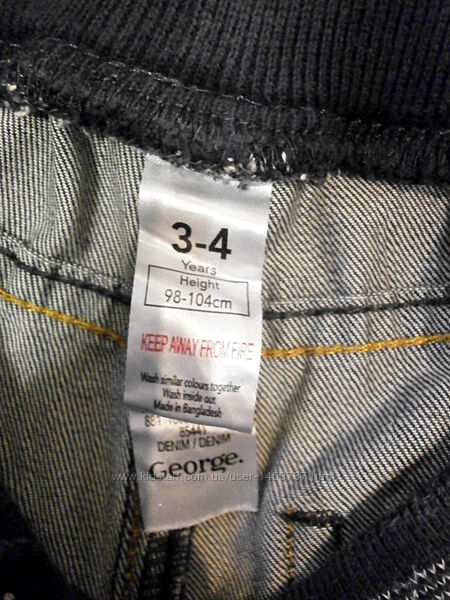 3-4
Years
Height
98-104cm
KEEP AWAY FROM FIRE
Wash similar colours together
Wash inside out
Made in Bangladesh
85441
DENIM / DENIM
George.